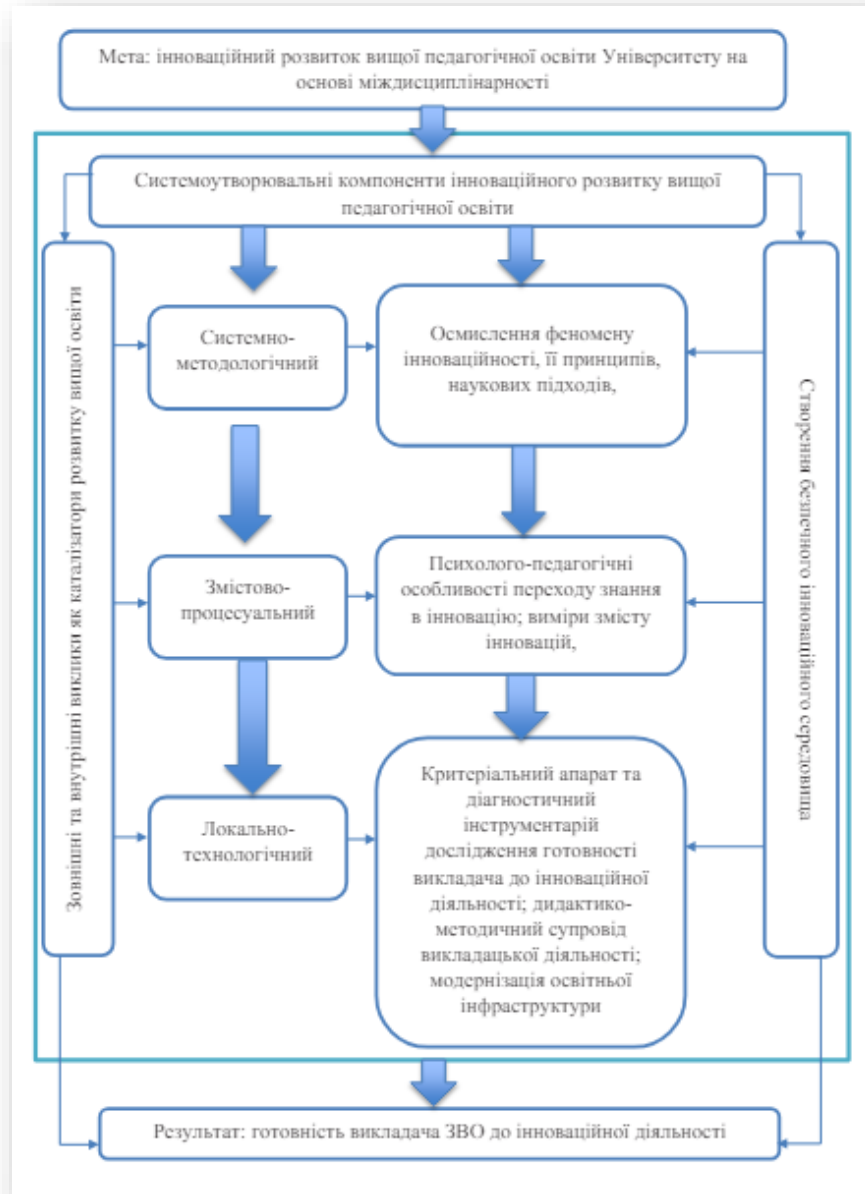 Мета: інноваційний розвиток вищої педагогічної освіти Університету на
основі міждисциплінарності
Системоутворювальні компоненти інноваційного розвитку вищої
педагогічної освіти
Зовнішні та внутрішні виклики як каталізатори розвитку вищої освіти
Системно-
методологічний
Осмислення феномену
інноваційності, її принципів,
наукових підходів,
Змістово-
процесуальний
Психолого-педагогічні
особливості переходу знання
в інновацію; виміри змісту
інновацій,
Локально-
технологічний
Критеріальний апарат та
діагностичний
інструментарій
дослідження готовності
викладача до інноваційної
діяльності; дидактико-
методичний супровід
викладацької діяльності;
модернізація освітньої
інфраструктури
Створення безпечного інноваційного середовища
Результат: готовність викладача ЗВО до інноваційної діяльності